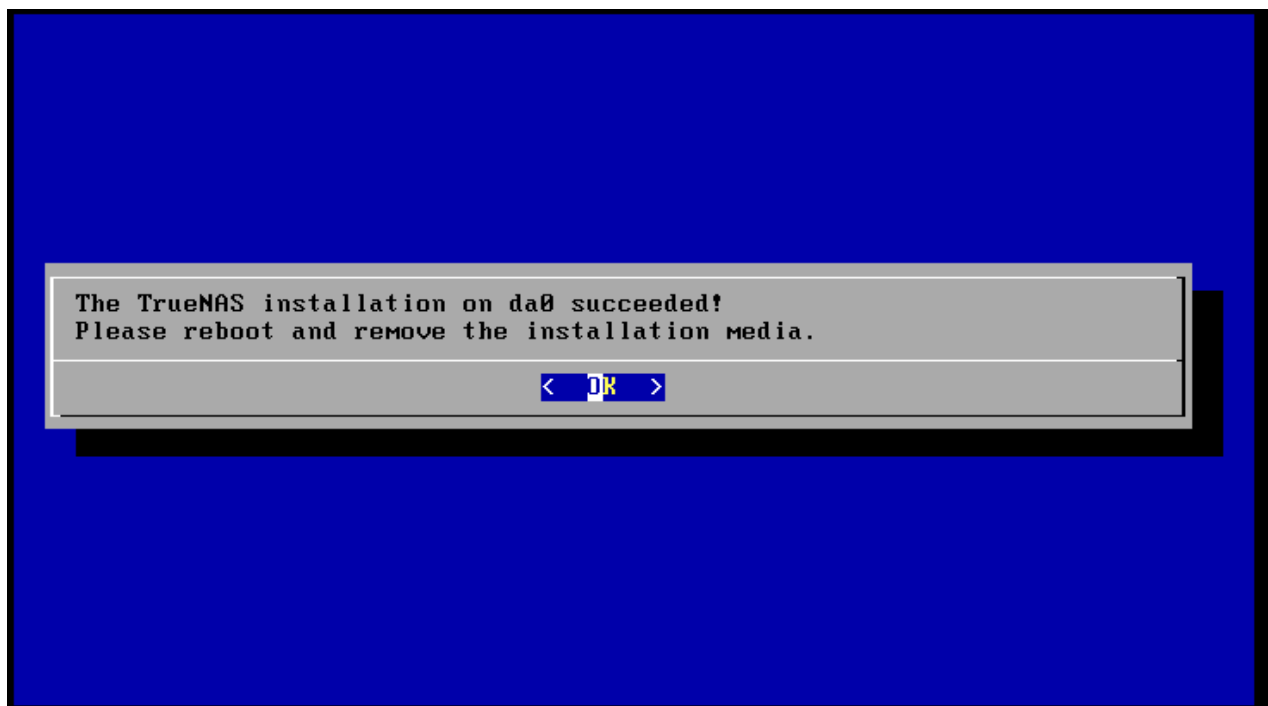 The TrueNAS installation on da0 succeeded!
Please reboot and remove the installation media.
< OK >